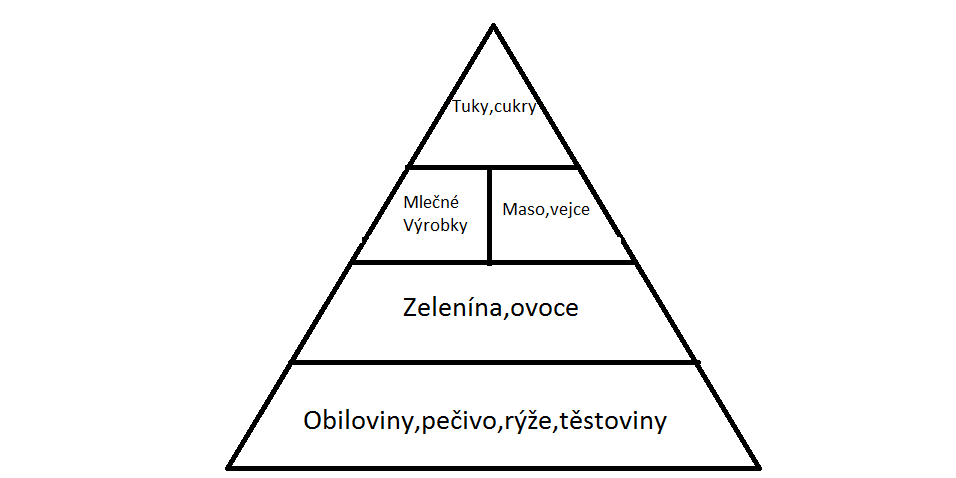 Tuky,cukry
Mlečné
Výrobky
Maso,vejce
Zelenína,ovoce
Obiloviny,pečivo,rýže,těstoviny